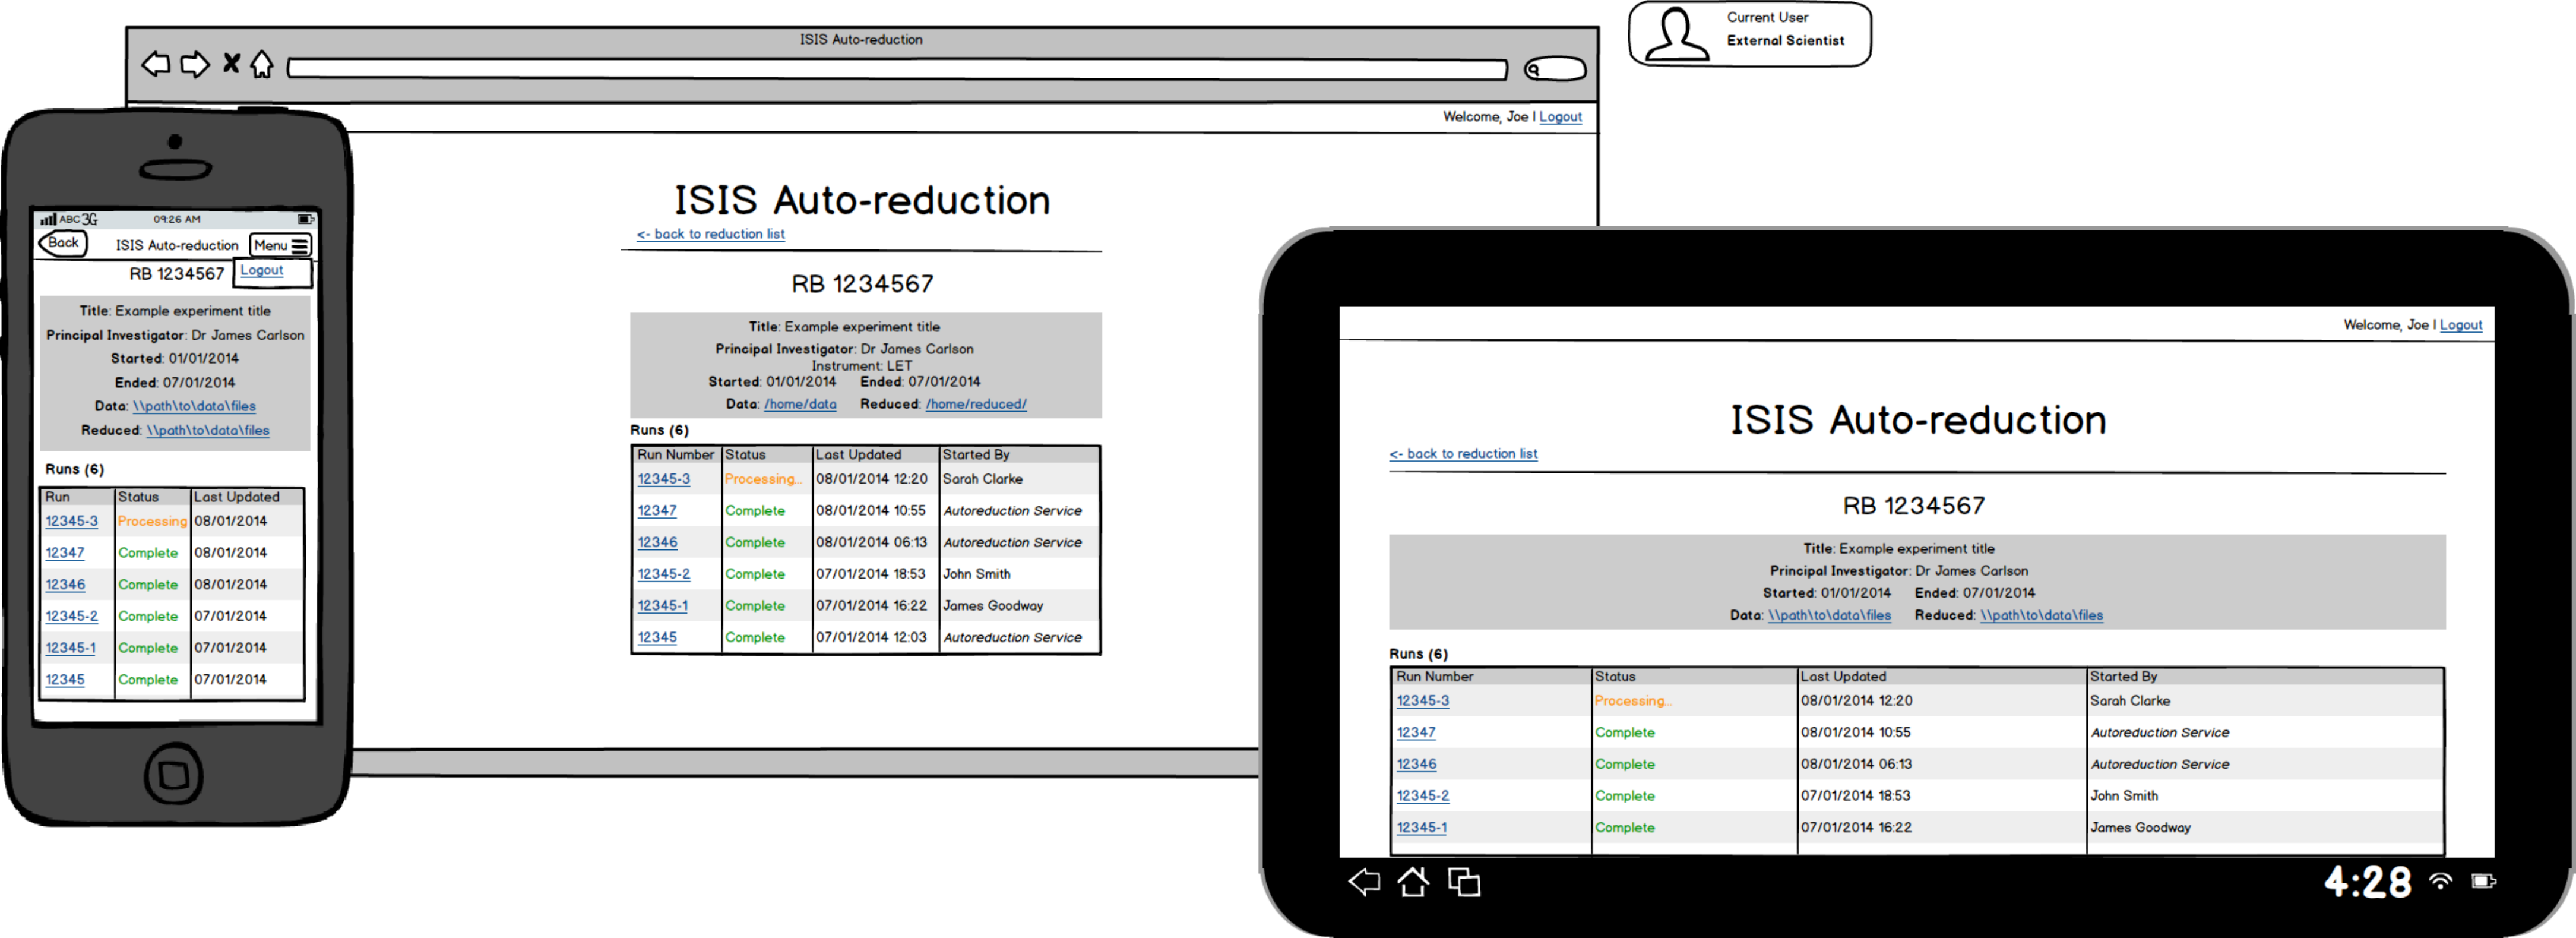 Current User
External Scientist
ISIS Auto-reduction
Welcome, Joe | Logout
ISIS Auto-reduction
<- back to reduction list
RB 1234567
Title: Example experiment title
Principal Investigator: Dr James Carlson
Instrument: LET
Started: 01/01/2014 Ended: 07/01/2014
Data: /home/data Reduced: /home/reduced/
Runs (6)
Run Number Status Last Updated Started By
12345-3 Processing... 08/01/2014 12:20 Sarah Clarke
12347 Complete 08/01/2014 10:55 Autoreduction Service
12346 Complete 08/01/2014 06:13 Autoreduction Service
12345-2 Complete 07/01/2014 18:53 John Smith
12345-1 Complete 07/01/2014 16:22 James Goodway
12345 Complete 07/01/2014 12:03 Autoreduction Service
ABC 3G 09:26 AM
Back ISIS Auto-reduction Menu
RB 1234567 Logout
Title: Example experiment title
Principal Investigator: Dr James Carlson
Started: 01/01/2014
Ended: 07/01/2014
Data: \\path\to\data\files
Reduced: \\path\to\data\files
Runs (6)
Run Status Last Updated
12345-3 Processing 08/01/2014
12347 Complete 08/01/2014
12346 Complete 08/01/2014
12345-2 Complete 07/01/2014
12345-1 Complete 07/01/2014
12345 Complete 07/01/2014
Welcome, Joe | Logout
ISIS Auto-reduction
<- back to reduction list
RB 1234567
Title: Example experiment title
Principal Investigator: Dr James Carlson
Started: 01/01/2014 Ended: 07/01/2014
Data: \\path\to\data\files Reduced: \\path\to\data\files
Runs (6)
Run Number Status Last Updated Started By
12345-3 Processing... 08/01/2014 12:20 Sarah Clarke
12347 Complete 08/01/2014 10:55 Autoreduction Service
12346 Complete 08/01/2014 06:13 Autoreduction Service
12345-2 Complete 07/01/2014 18:53 John Smith
12345-1 Complete 07/01/2014 16:22 James Goodway
4:28